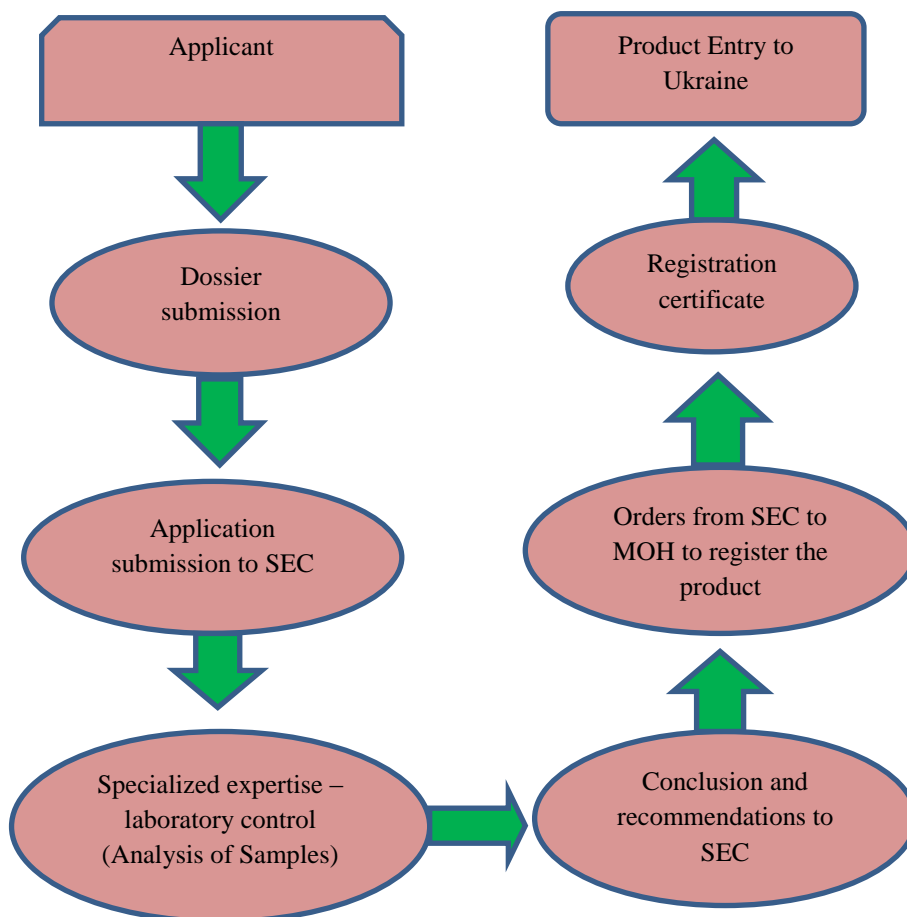 Applicant
Dossier
submission
Application
submission to SEC
Specialized expertise –
laboratory control
(Analysis of Samples)
Conclusion and
recommendations to
SEC
Orders from SEC to
MOH to register the
product
Registration
certificate
Product Entry to
Ukraine